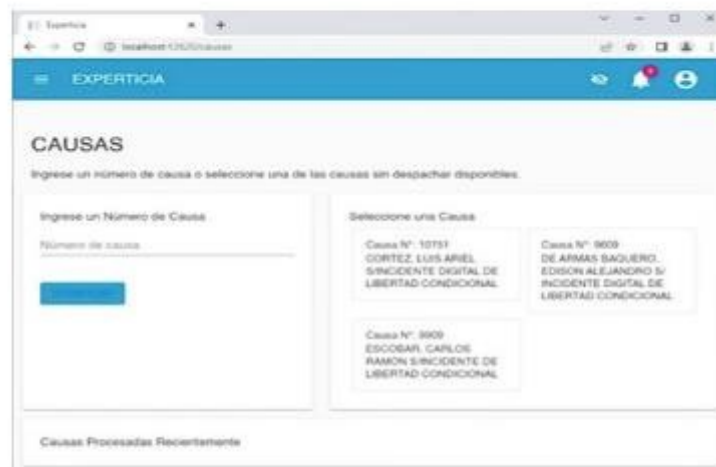 Experticia
localhost
EXPERTICIA
CAUSAS
Ingrese un número de causa o seleccione una de las causas sin despachar disponibles.
Ingrese un Número de Causa
Número de causa
Seleccione una Causa
Causa N°: 10751
CORTEZ, LUIS ARIEL
S/INCIDENTE DIGITAL DE
LIBERTAD CONDICIONAL
Causa N°: 9609
DE ARMAS BAQUERO,
EDISON ALEJANDRO S/
INCIDENTE DIGITAL DE
LIBERTAD CONDICIONAL
Causa N°: 9909
ESCOBAR, CARLOS
RAMON S/INCIDENTE DE
LIBERTAD CONDICIONAL
Causas Procesadas Recientemente